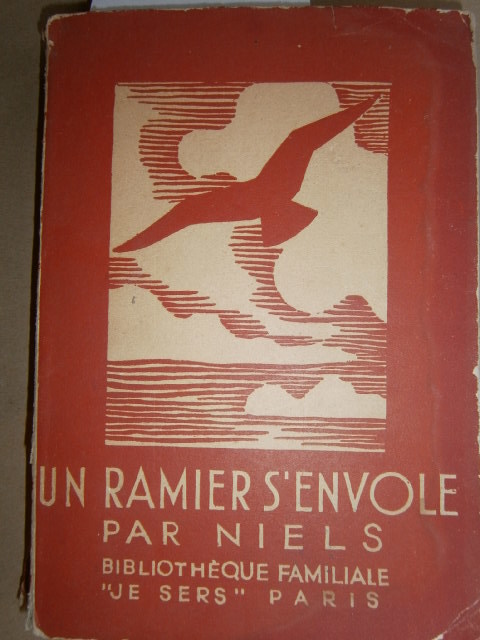 UN RAMIER S'ENVOLE
PAR NIELS
BIBLIOTHÈQUE FAMILIALE
"JE SERS" PARIS